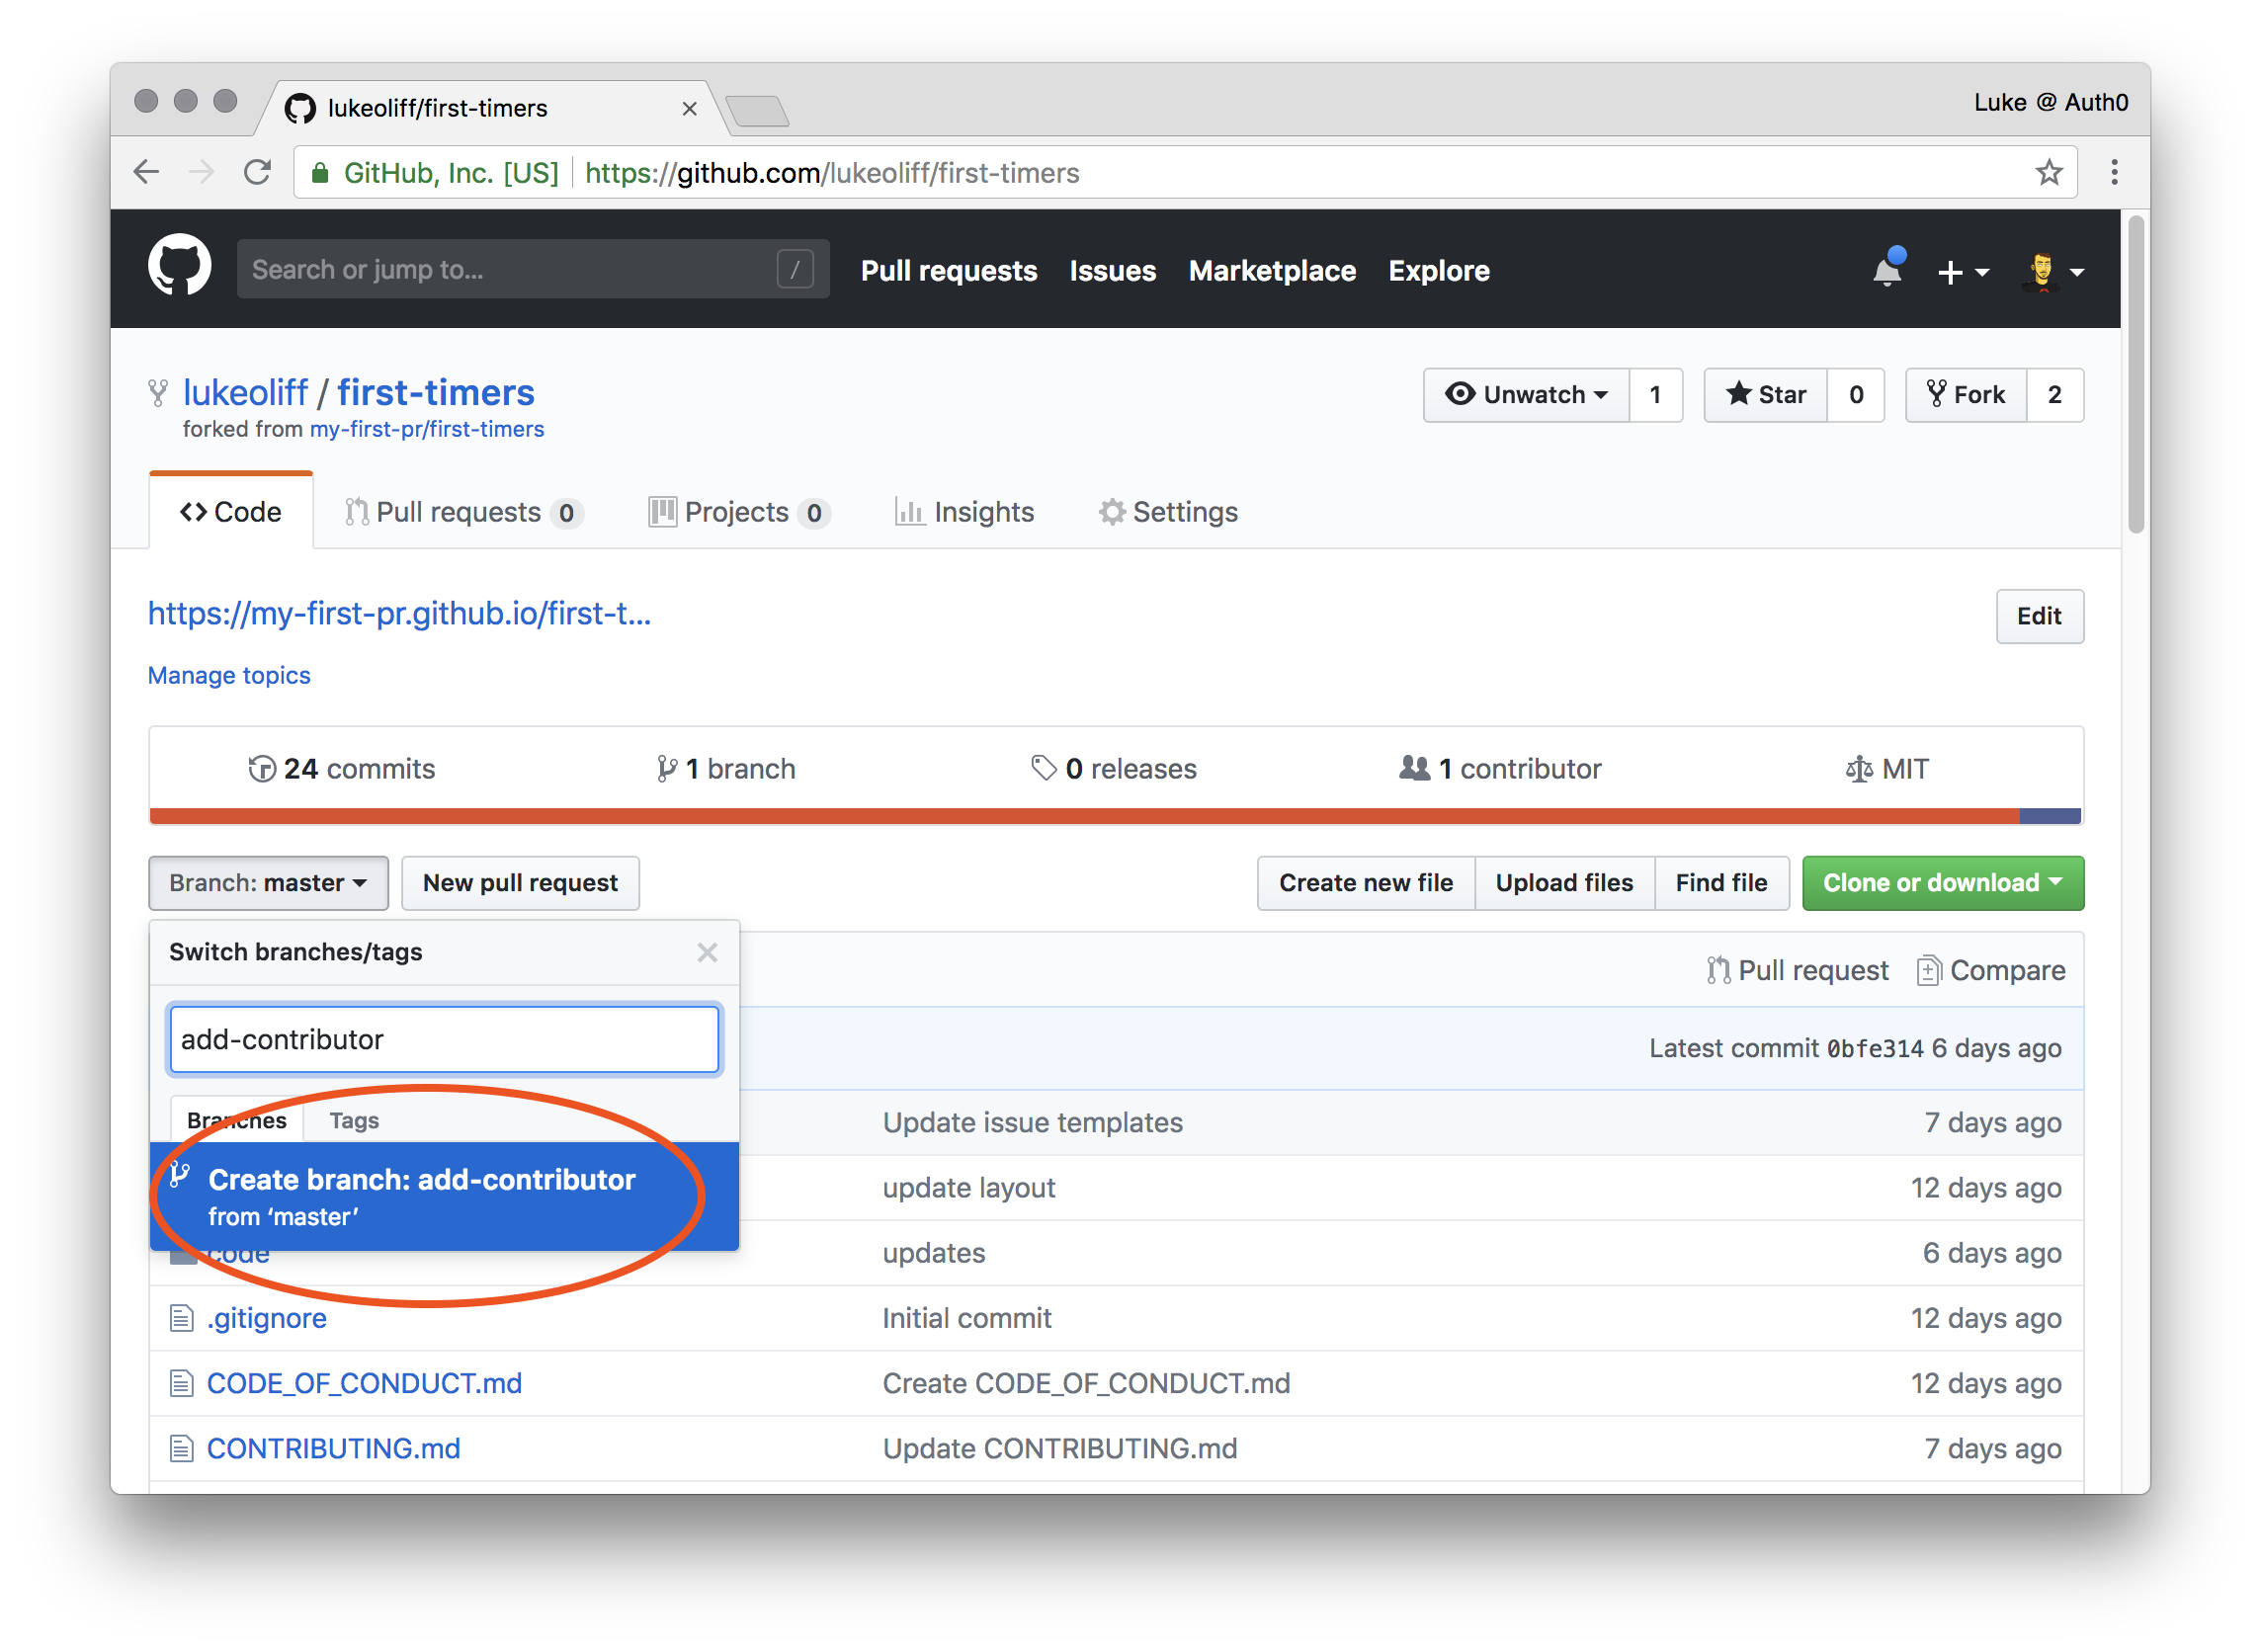 lukeoliff/first-timers
Luke @ Auth0
GitHub, Inc. [US] https://github.com/lukeoliff/first-timers
Search or jump to... /
Pull requests Issues Marketplace Explore
lukeoliff / first-timers
forked from my-first-pr/first-timers
Unwatch 1 Star 0 Fork 2
Code Pull requests 0 Projects 0 Insights Settings
https://my-first-pr.github.io/first-t...
Edit
Manage topics
24 commits 1 branch 0 releases 1 contributor MIT
Branch: master New pull request Create new file Upload files Find file Clone or download
Switch branches/tags
Pull request Compare
add-contributor
Latest commit 0bfe314 6 days ago
Branches Tags
Update issue templates 7 days ago
Create branch: add-contributor
from ‘master’
update layout 12 days ago
code updates 6 days ago
.gitignore Initial commit 12 days ago
CODE_OF_CONDUCT.md Create CODE_OF_CONDUCT.md 12 days ago
CONTRIBUTING.md Update CONTRIBUTING.md 7 days ago